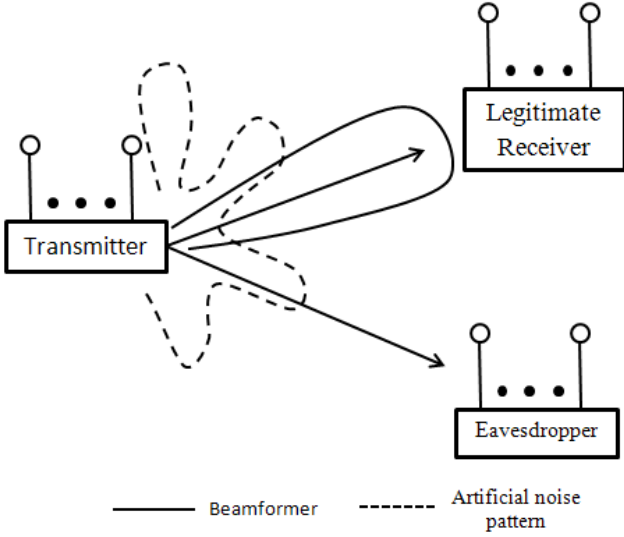 Legitimate
Receiver
Transmitter
Eavesdropper
Beamformer
Artificial noise
pattern